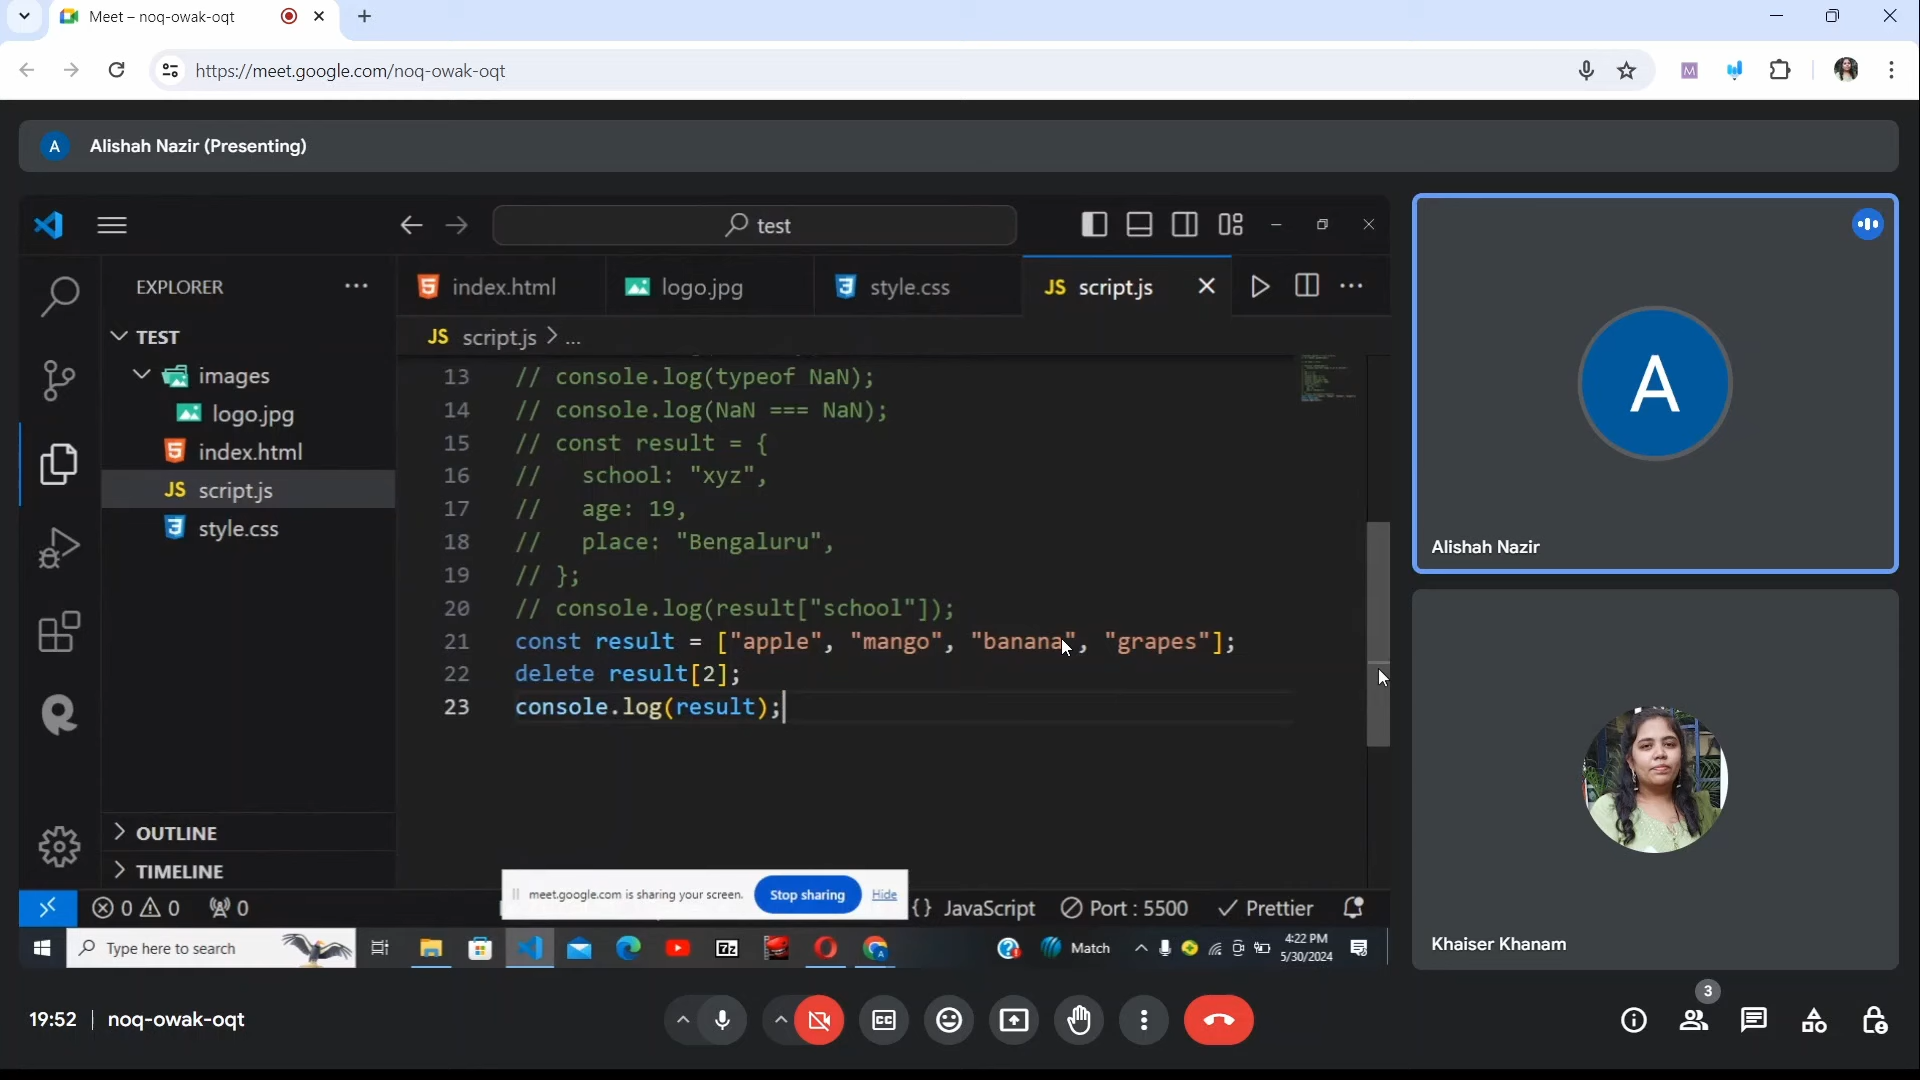 Meet – noq-owak-oqt
https://meet.google.com/noq-owak-oqt
A Alishah Nazir (Presenting)
test
EXPLORER
index.html
logo.jpg
style.css
JS script.js
TEST
JS script.js > ...
images
logo.jpg
index.html
JS script.js
style.css
13 // console.log(typeof NaN);
14 // console.log(NaN === NaN);
15 // const result = {
16 //   school: "xyz",
17 //   age: 19,
18 //   place: "Bengaluru",
19 // };
20 // console.log(result["school"]);
21 const result = ["apple", "mango", "banana", "grapes"];
22 delete result[2];
23 console.log(result);
OUTLINE
TIMELINE
meet.google.com is sharing your screen. Stop sharing Hide
0 0 0
{} JavaScript Port : 5500 Prettier
Type here to search
7z
Match
4:22 PM
5/30/2024
A
Alishah Nazir
Khaiser Khanam
19:52 | noq-owak-oqt
CC
3